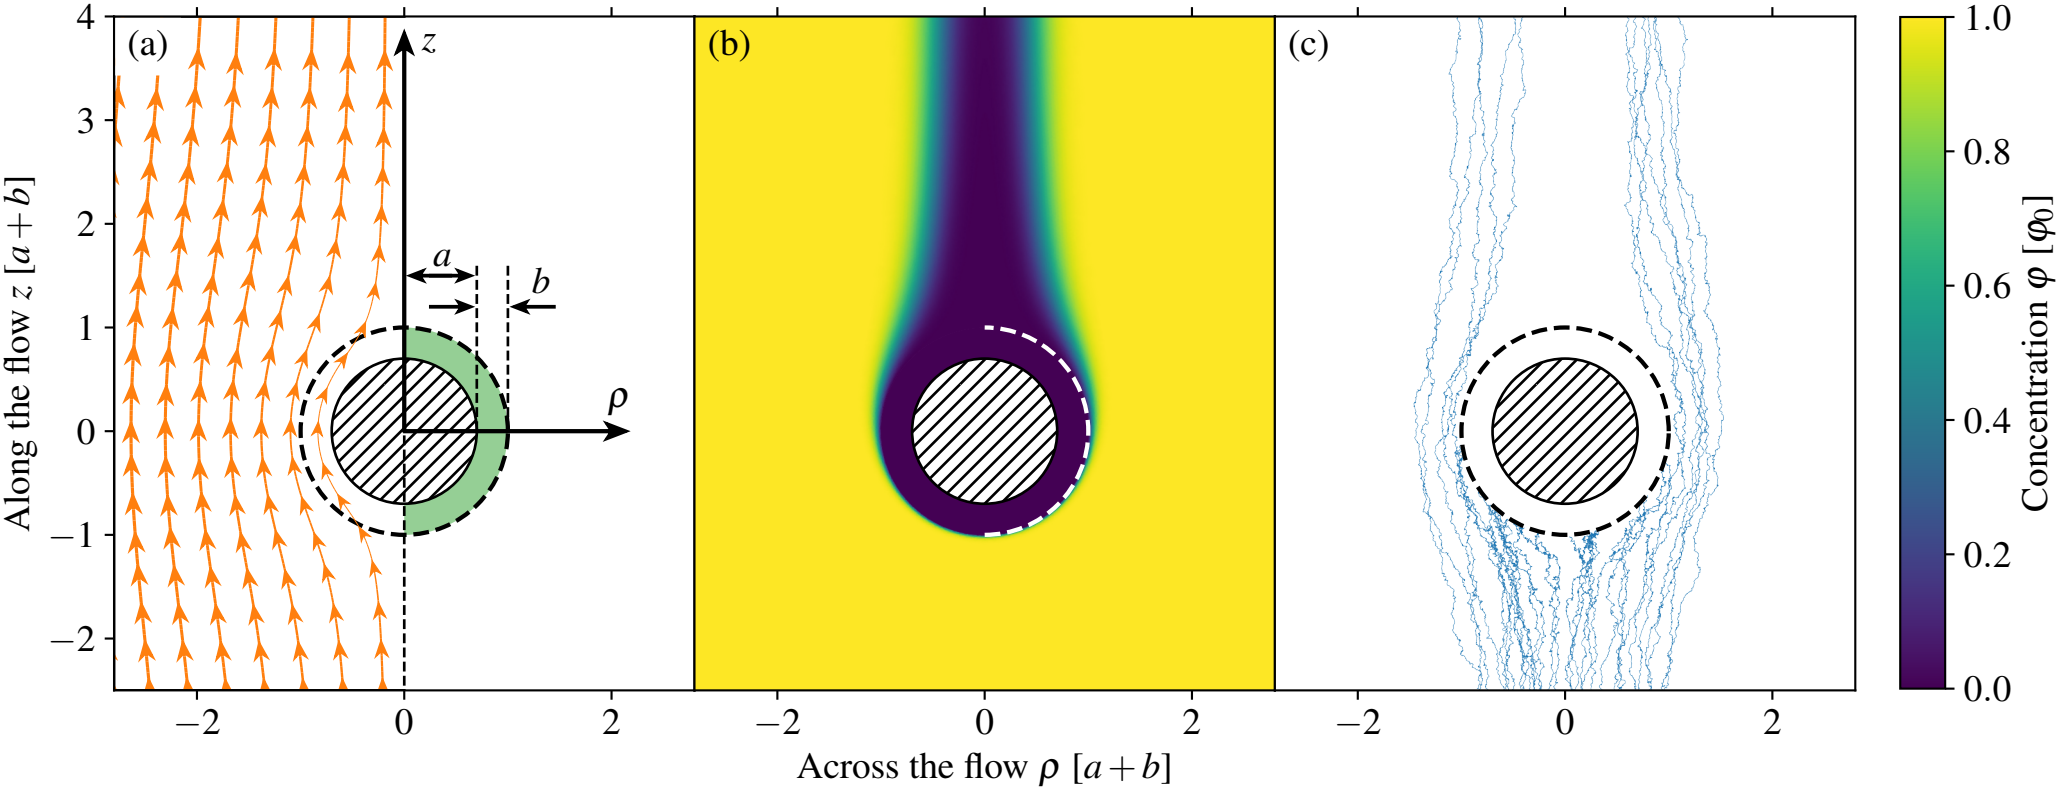 (a)
z
a
b
ρ
4
3
2
1
0
−1
−2
Along the flow z [a + b]
−2
0
2
(b)
−2
0
2
Across the flow ρ [a + b]
(c)
−2
0
2
1.0
0.8
0.6
0.4
0.2
0.0
Concentration φ [φ₀]